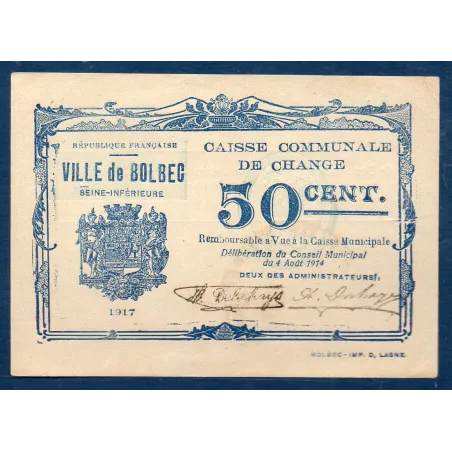 RÉPUBLIQUE FRANÇAISE
VILLE de BOLBEC
SEINE-INFÉRIEURE
1917
CAISSE COMMUNALE
DE CHANGE
50 CENT.
Remboursable a Vue à la Caisse Municipale
Délibération du Conseil Municipal
du 4 Août 1914
DEUX DES ADMINISTRATEURS,
BOLBEC-IMP. D, LASNE.